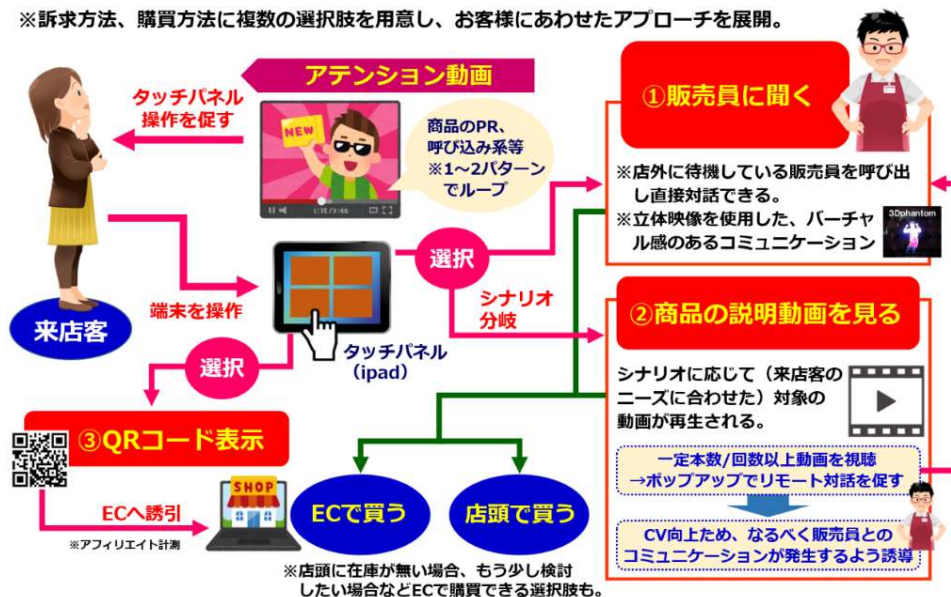 ※訴求方法、購買方法に複数の選択肢を用意し、お客様にあわせたアプローチを展開。
アテンション動画
タッチパネル
操作を促す
NEW
商品のPR、
呼び込み系等
※1～2パターン
でループ
①販売員に聞く
※店外に待機している販売員を呼び出
し直接対話できる。
※立体映像を使用した、バーチャ
ル感のあるコミュニケーション
3Dphantom
来店客
端末を操作
選択
シナリオ
分岐
タッチパネル
（ipad）
選択
②商品の説明動画を見る
シナリオに応じて（来店客の
ニーズに合わせた）対象の
動画が再生される。
一定本数/回数以上動画を視聴
→ポップアップでリモート対話を促す
CV向上ため、なるべく販売員との
コミュニケーションが発生するよう誘導
③QRコード表示
ECへ誘引
※アフィリエイト計測
SHOP
ECで買う
店頭で買う
※店頭に在庫が無い場合、もう少し検討
したい場合などECで購買できる選択肢も。